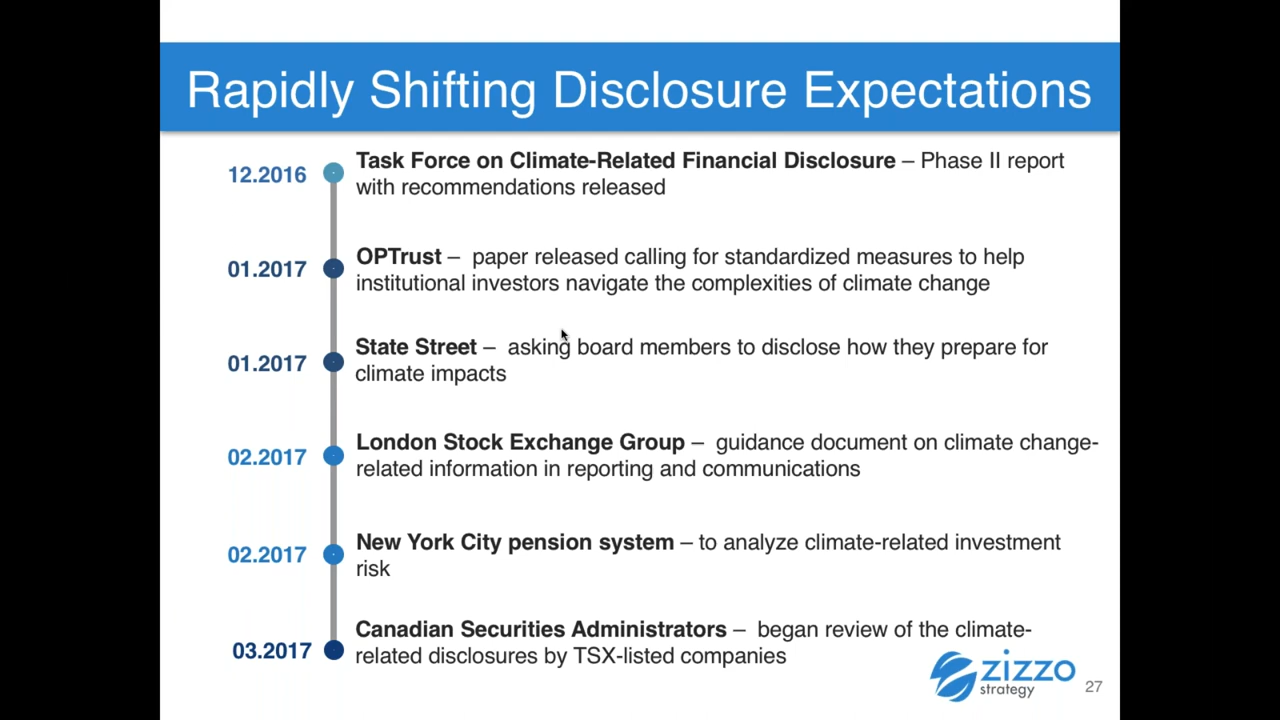 Rapidly Shifting Disclosure Expectations
12.2016
Task Force on Climate-Related Financial Disclosure – Phase II report
with recommendations released
01.2017
OPTrust – paper released calling for standardized measures to help
institutional investors navigate the complexities of climate change
01.2017
State Street – asking board members to disclose how they prepare for
climate impacts
02.2017
London Stock Exchange Group – guidance document on climate change-
related information in reporting and communications
02.2017
New York City pension system – to analyze climate-related investment
risk
03.2017
Canadian Securities Administrators – began review of the climate-
related disclosures by TSX-listed companies
zizzo
strategy
27